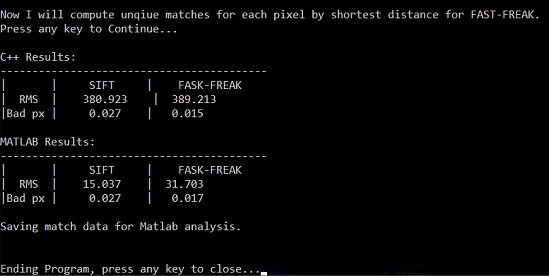 Now I will compute unqiue matches for each pixel by shortest distance for FAST-FREAK.
Press any key to Continue...
C++ Results:
----------------------------------------
|       |     SIFT     |    FASK-FREAK
|  RMS  |    380.923    |  389.213
|Bad px |     0.027    |   0.015
MATLAB Results:
----------------------------------------
|       |     SIFT     |    FASK-FREAK
|  RMS  |    15.037    |  31.703
|Bad px |     0.027    |   0.017
Saving match data for Matlab analysis.
Ending Program, press any key to close...